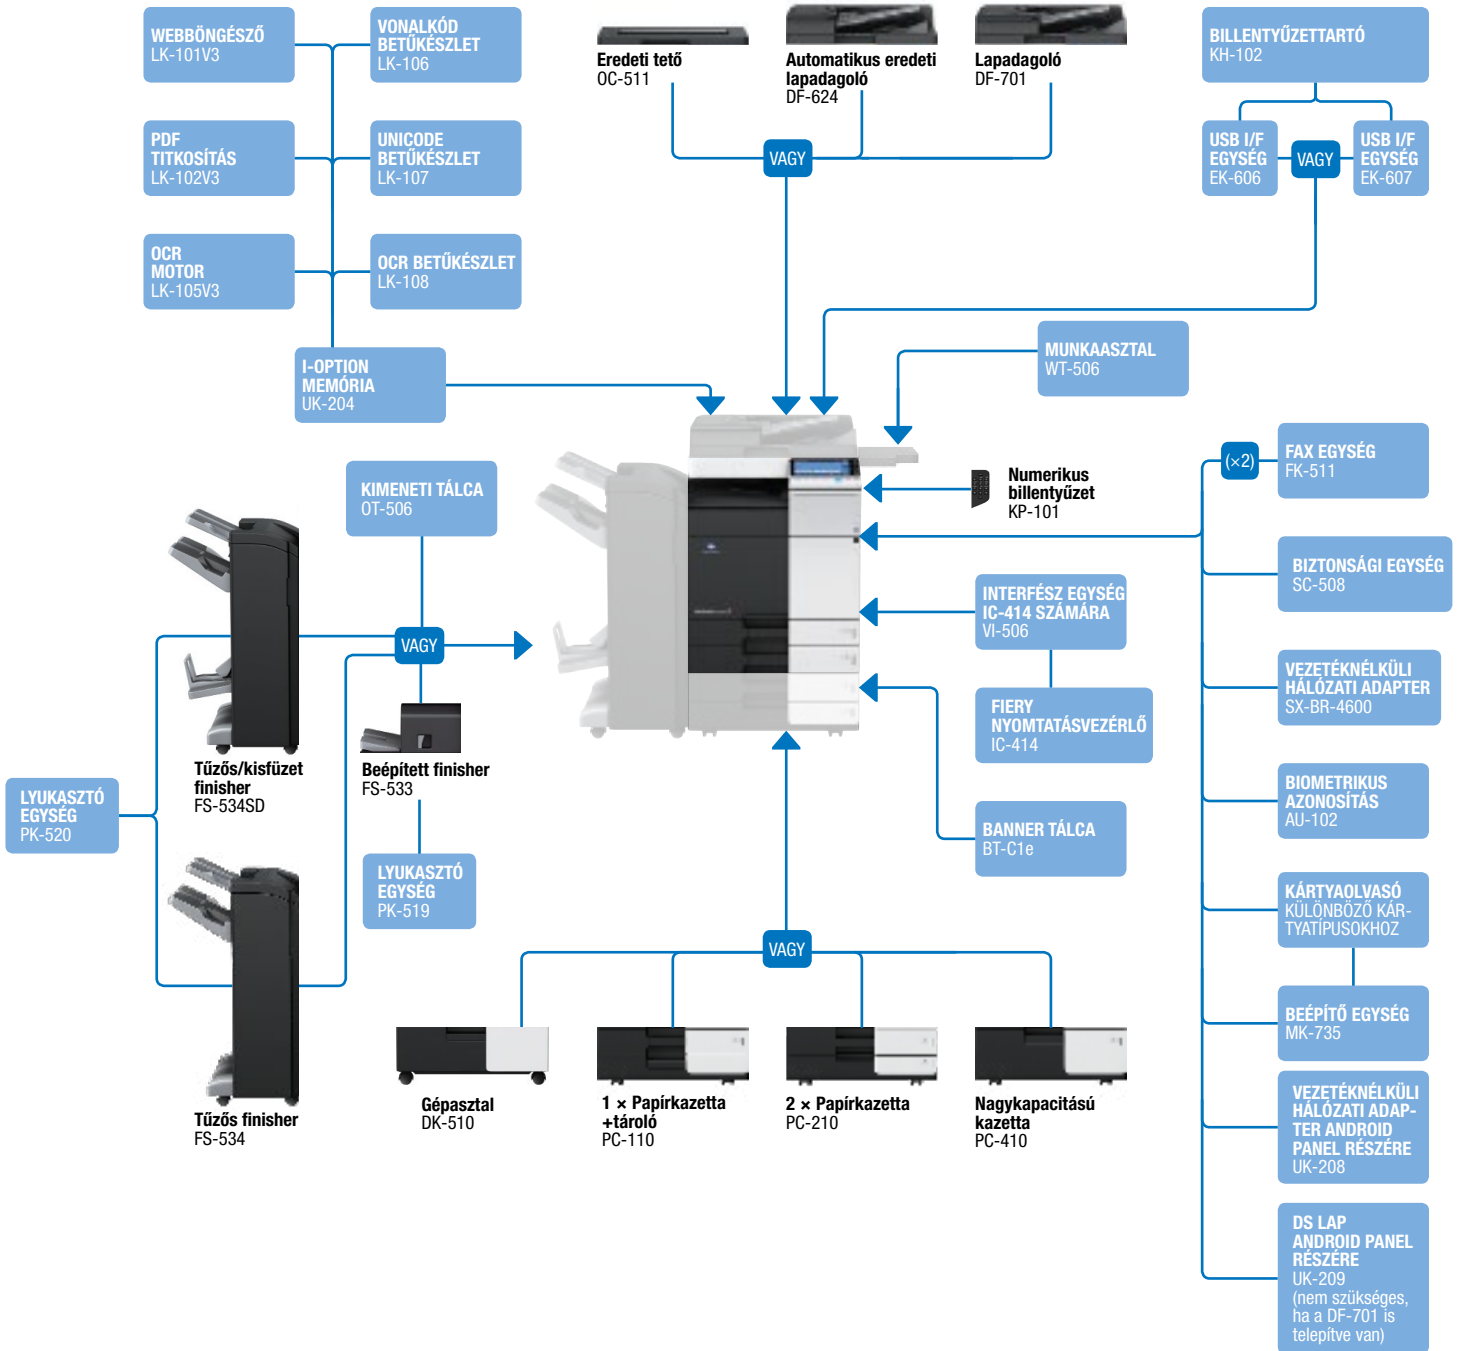 WEBBÖNGÉSZŐ
LK-101V3
VONALKÓD
BETŰKÉSZLET
LK-106
PDF
TITKOSÍTÁS
LK-102V3
UNICODE
BETŰKÉSZLET
LK-107
OCR
MOTOR
LK-105V3
OCR BETŰKÉSZLET
LK-108
I-OPTION
MEMÓRIA
UK-204
Eredeti tető
OC-511
Automatikus eredeti
lapadagoló
DF-624
Lapadagoló
DF-701
VAGY
BILLENTYŰZETTARTÓ
KH-102
USB I/F
EGYSÉG
EK-606
VAGY
USB I/F
EGYSÉG
EK-607
MUNKAASZTAL
WT-506
Numerikus
billentyűzet
KP-101
(×2)
FAX EGYSÉG
FK-511
BIZTONSÁGI EGYSÉG
SC-508
INTERFÉSZ EGYSÉG
IC-414 SZÁMÁRA
VI-506
FIERY
NYOMTATÁSVEZÉRLŐ
IC-414
VEZETÉKNÉLKÜLI
HÁLÓZATI ADAPTER
SX-BR-4600
BIOMETRIKUS
AZONOSÍTÁS
AU-102
BANNER TÁLCA
BT-C1e
KÁRTYAOLVASÓ
KÜLÖNBÖZŐ KÁR-
TYATÍPUSOKHOZ
BEÉPÍTŐ EGYSÉG
MK-735
VEZETÉKNÉLKÜLI
HÁLÓZATI ADAP-
TER ANDROID
PANEL RÉSZÉRE
UK-208
DS LAP
ANDROID PANEL
RÉSZÉRE
UK-209
(nem szükséges,
ha a DF-701 is
telepítve van)
KIMENETI TÁLCA
OT-506
VAGY
Tűzős/kisfüzet
finisher
FS-534SD
Beépített finisher
FS-533
LYUKASZTÓ
EGYSÉG
PK-520
LYUKASZTÓ
EGYSÉG
PK-519
Tűzős finisher
FS-534
VAGY
Gépasztal
DK-510
1 × Papírkazetta
+tároló
PC-110
2 × Papírkazetta
PC-210
Nagykapacitású
kazetta
PC-410